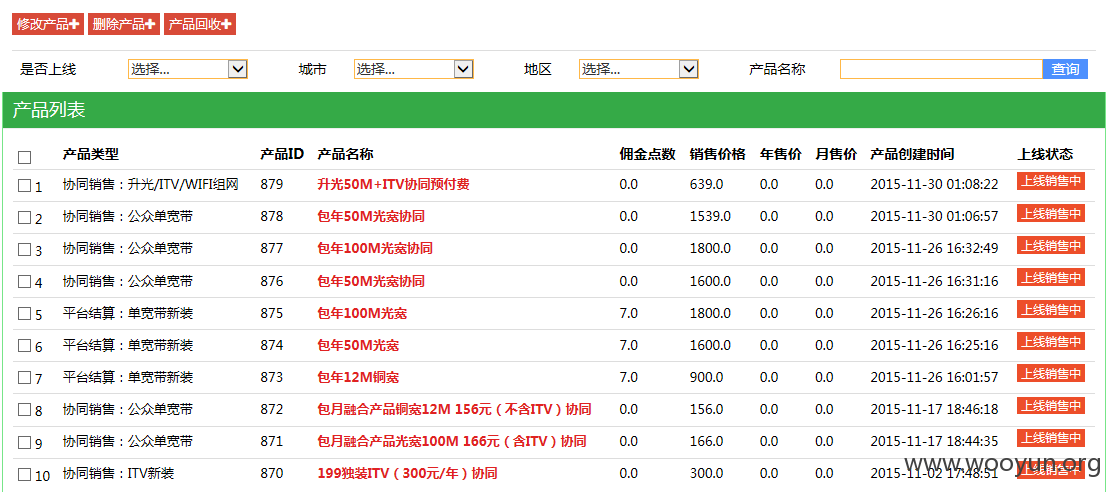 修改产品✚ 删除产品✚ 产品回收✚
是否上线 选择... 城市 选择... 地区 选择... 产品名称 查询
产品列表
产品类型 产品ID 产品名称 佣金点数 销售价格 年售价 月售价 产品创建时间 上线状态
1 协同销售：升光/ITV/WIFI组网 879 升光50M+ITV协同预付费 0.0 639.0 0.0 0.0 2015-11-30 01:08:22 上线销售中
2 协同销售：公众单宽带 878 包年50M光宽协同 0.0 1539.0 0.0 0.0 2015-11-30 01:06:57 上线销售中
3 协同销售：公众单宽带 877 包年100M光宽协同 0.0 1800.0 0.0 0.0 2015-11-26 16:32:49 上线销售中
4 协同销售：公众单宽带 876 包年50M光宽协同 0.0 1600.0 0.0 0.0 2015-11-26 16:31:16 上线销售中
5 平台结算：单宽带新装 875 包年100M光宽 7.0 1800.0 0.0 0.0 2015-11-26 16:26:16 上线销售中
6 平台结算：单宽带新装 874 包年50M光宽 7.0 1600.0 0.0 0.0 2015-11-26 16:25:16 上线销售中
7 平台结算：单宽带新装 873 包年12M铜宽 7.0 900.0 0.0 0.0 2015-11-26 16:01:57 上线销售中
8 协同销售：公众单宽带 872 包月融合产品铜宽12M 156元（不含ITV）协同 0.0 156.0 0.0 0.0 2015-11-17 18:46:18 上线销售中
9 协同销售：公众单宽带 871 包月融合产品光宽100M 166元（含ITV）协同 0.0 166.0 0.0 0.0 2015-11-17 18:44:35 上线销售中
10 协同销售：ITV新装 870 199独装ITV（300元/年）协同 0.0 300.0 0.0 0.0 2015-11-02 17:48:51 上线销售中
www.wooyun.org